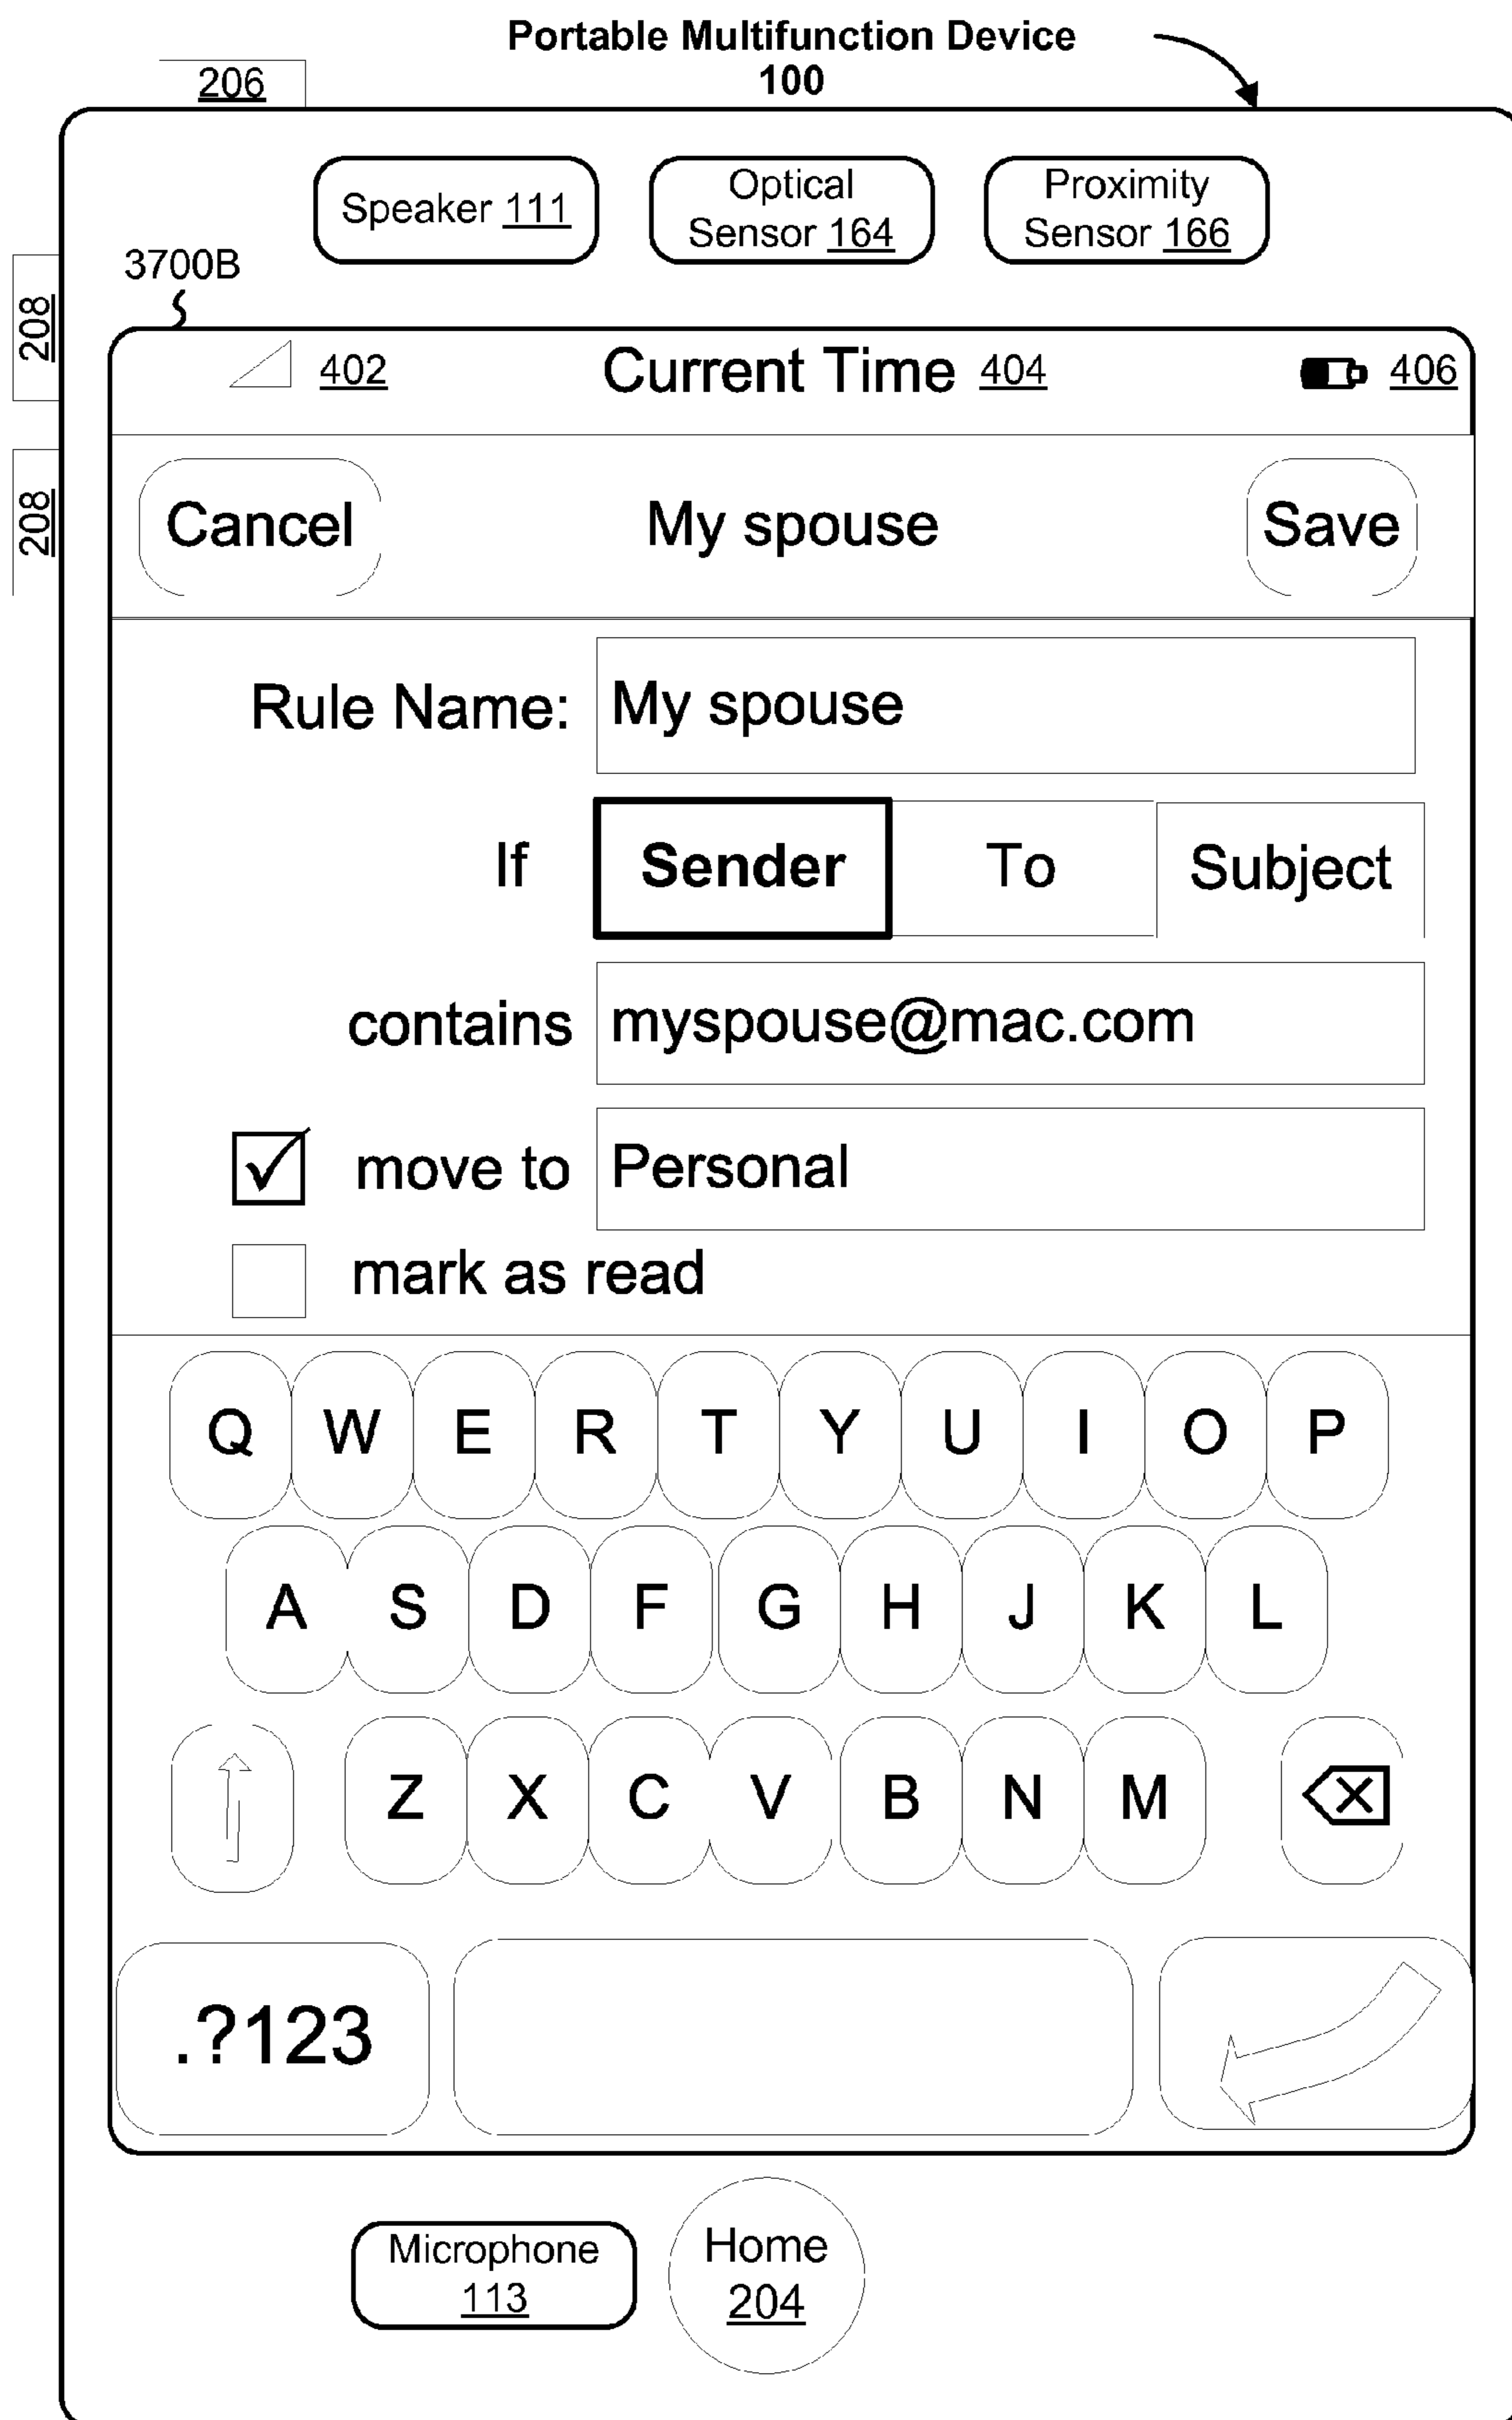 Portable Multifunction Device
100
206
Speaker 111
Optical
Sensor 164
Proximity
Sensor 166
3700B
208
402
Current Time 404
406
208
Cancel
My spouse
Save
Rule Name:
My spouse
If
Sender
To
Subject
contains
myspouse@mac.com
move to
Personal
mark as read
Q W E R T Y U I O P
A S D F G H J K L
Z X C V B N M
.?123
Microphone
113
Home
204